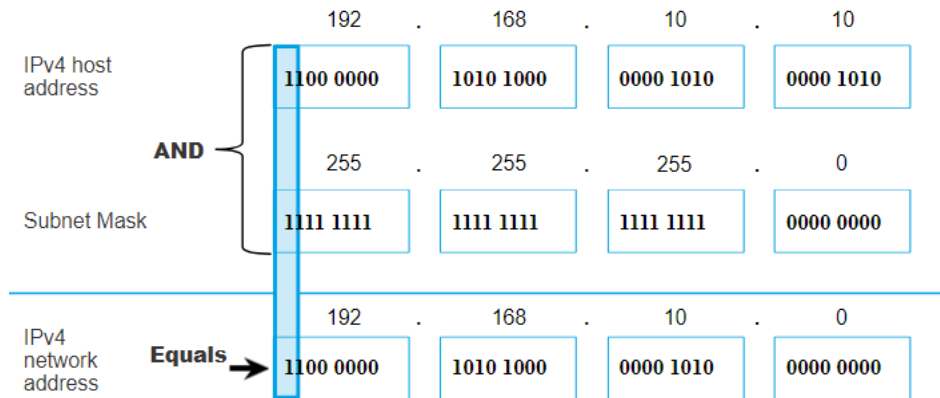 192 . 168 . 10 . 10
IPv4 host
address
1100 0000 1010 1000 0000 1010 0000 1010
AND
255 . 255 . 255 . 0
Subnet Mask
1111 1111 1111 1111 1111 1111 0000 0000
192 . 168 . 10 . 0
IPv4
network
address
Equals
1100 0000 1010 1000 0000 1010 0000 0000